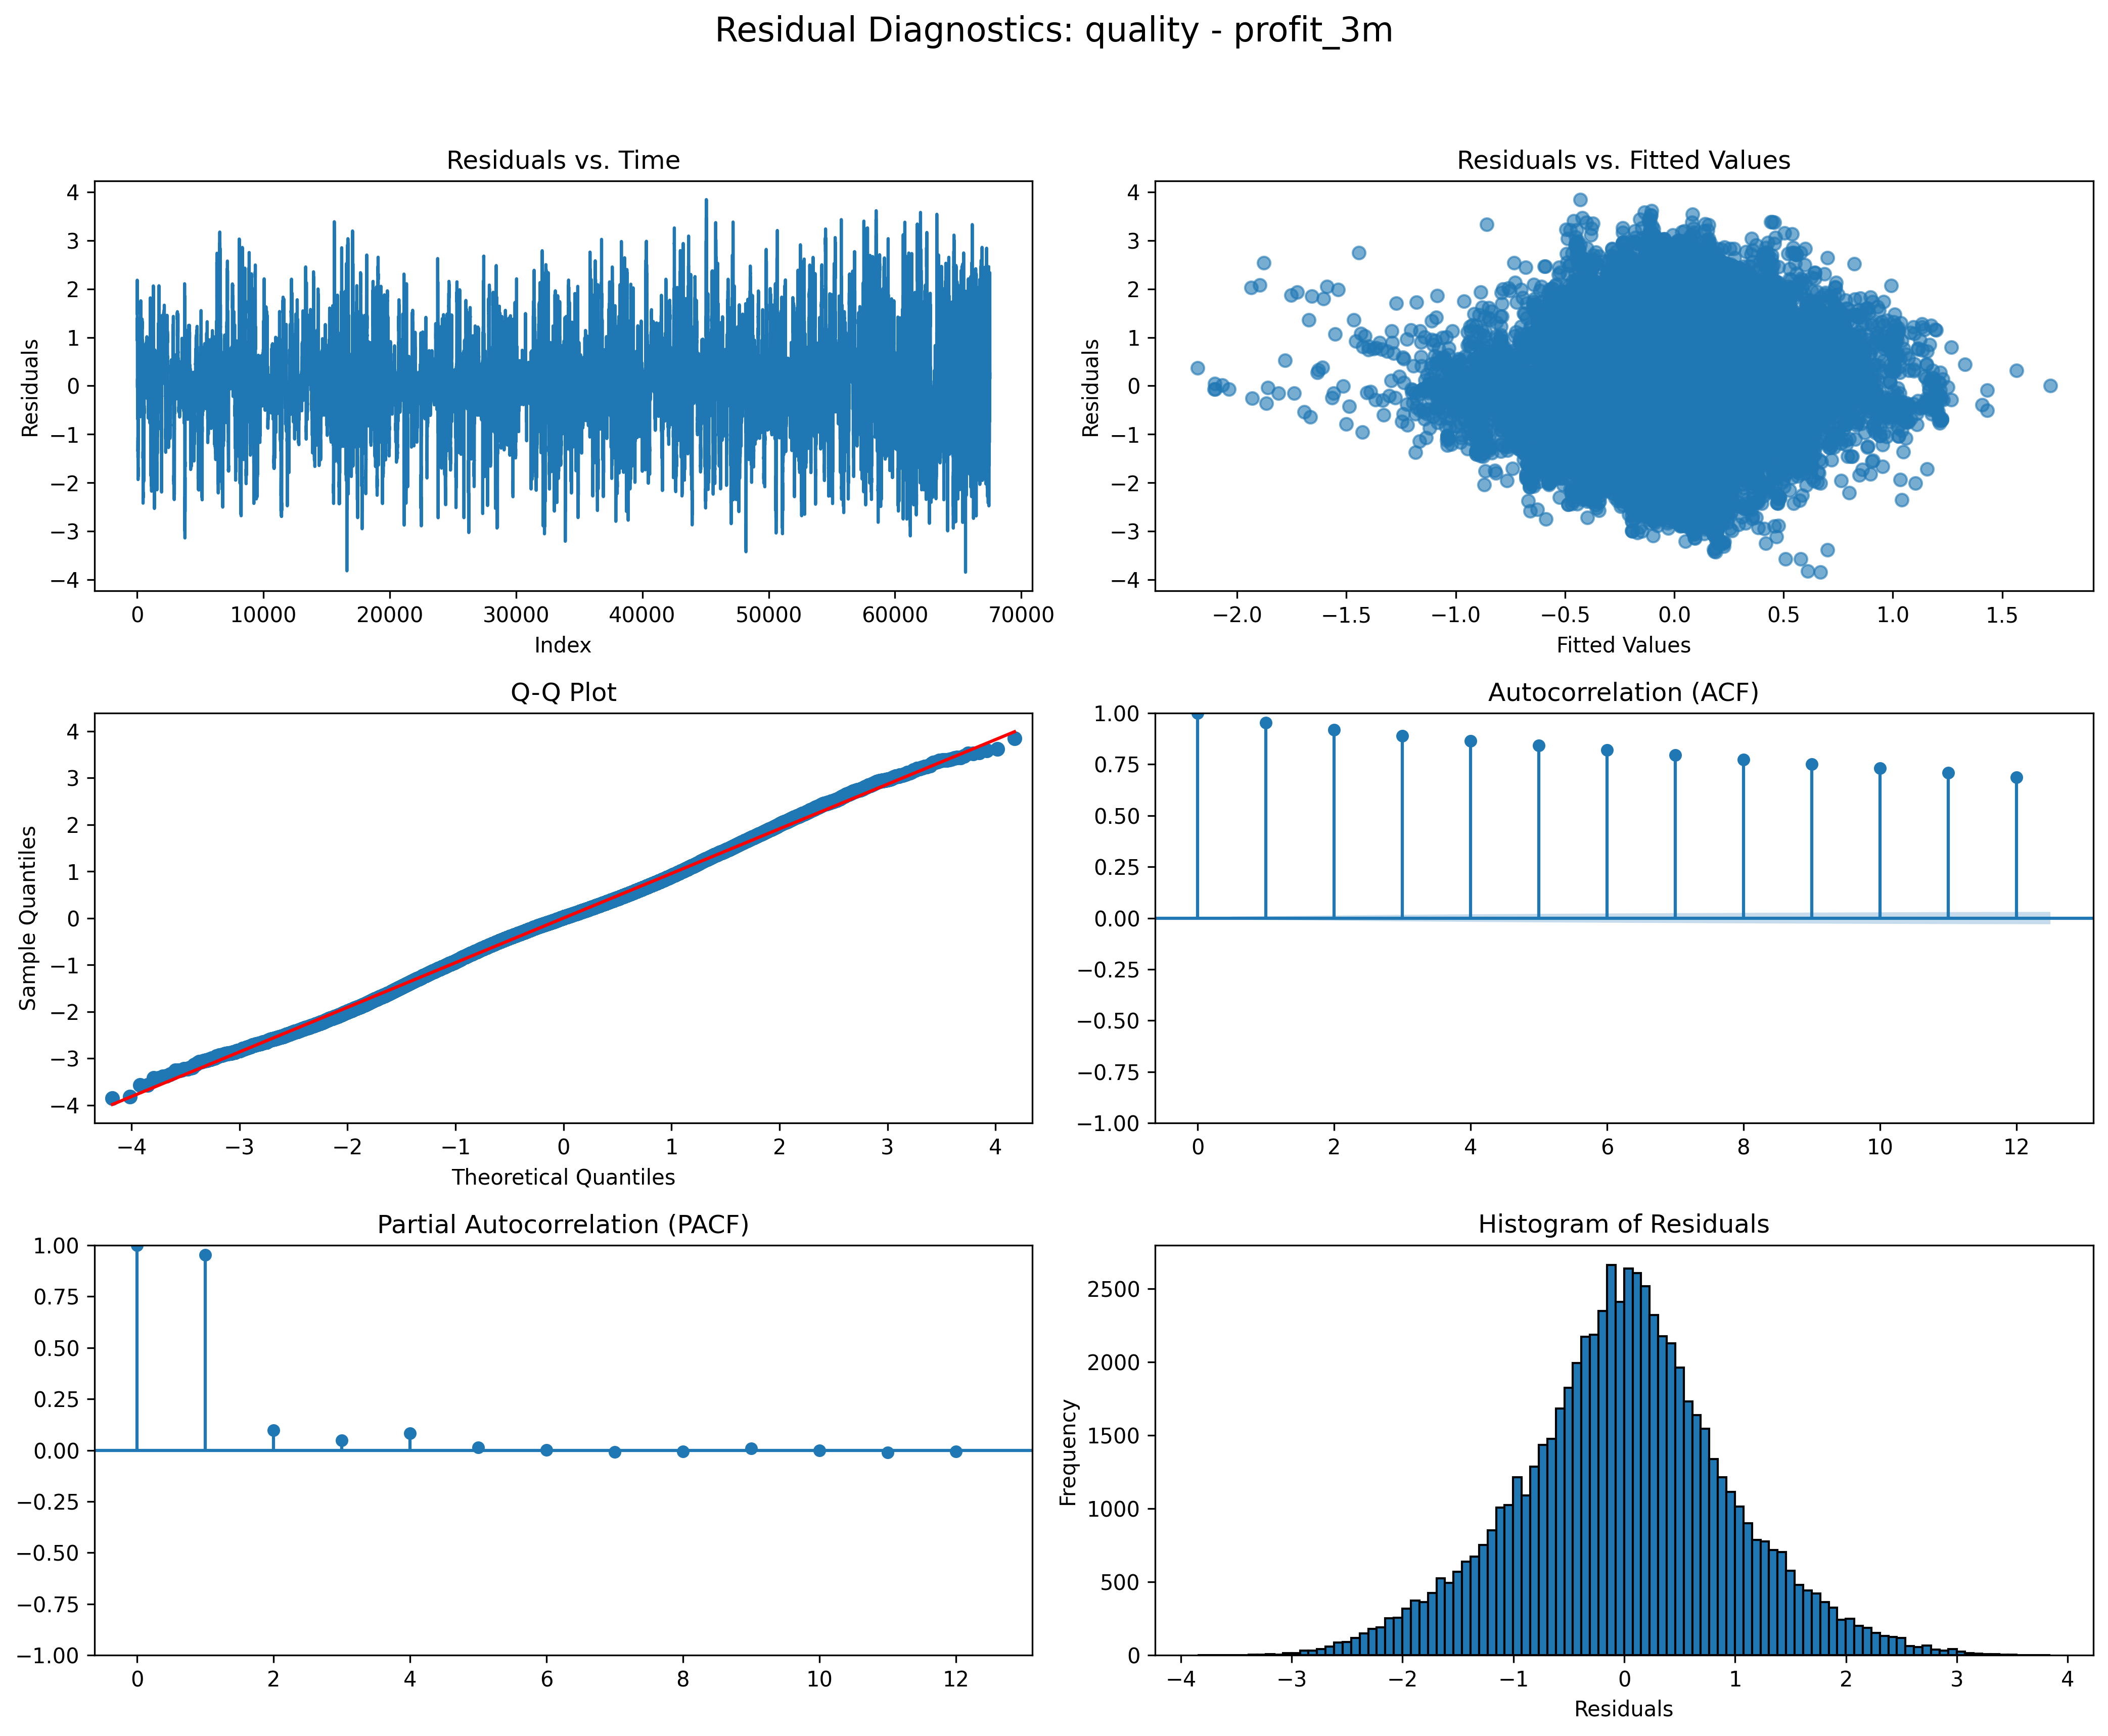 Residual Diagnostics: quality - profit_3m
Residuals vs. Time
4
3
2
1
0
−1
−2
−3
−4
Residuals
0 10000 20000 30000 40000 50000 60000 70000
Index
Residuals vs. Fitted Values
4
3
2
1
0
−1
−2
−3
−4
Residuals
−2.0 −1.5 −1.0 −0.5 0.0 0.5 1.0 1.5
Fitted Values
Q-Q Plot
4
3
2
1
0
−1
−2
−3
−4
Sample Quantiles
−4 −3 −2 −1 0 1 2 3 4
Theoretical Quantiles
Autocorrelation (ACF)
1.00
0.75
0.50
0.25
0.00
−0.25
−0.50
−0.75
−1.00
0 2 4 6 8 10 12
Partial Autocorrelation (PACF)
1.00
0.75
0.50
0.25
0.00
−0.25
−0.50
−0.75
−1.00
0 2 4 6 8 10 12
Histogram of Residuals
2500
2000
1500
1000
500
0
Frequency
−4 −3 −2 −1 0 1 2 3 4
Residuals